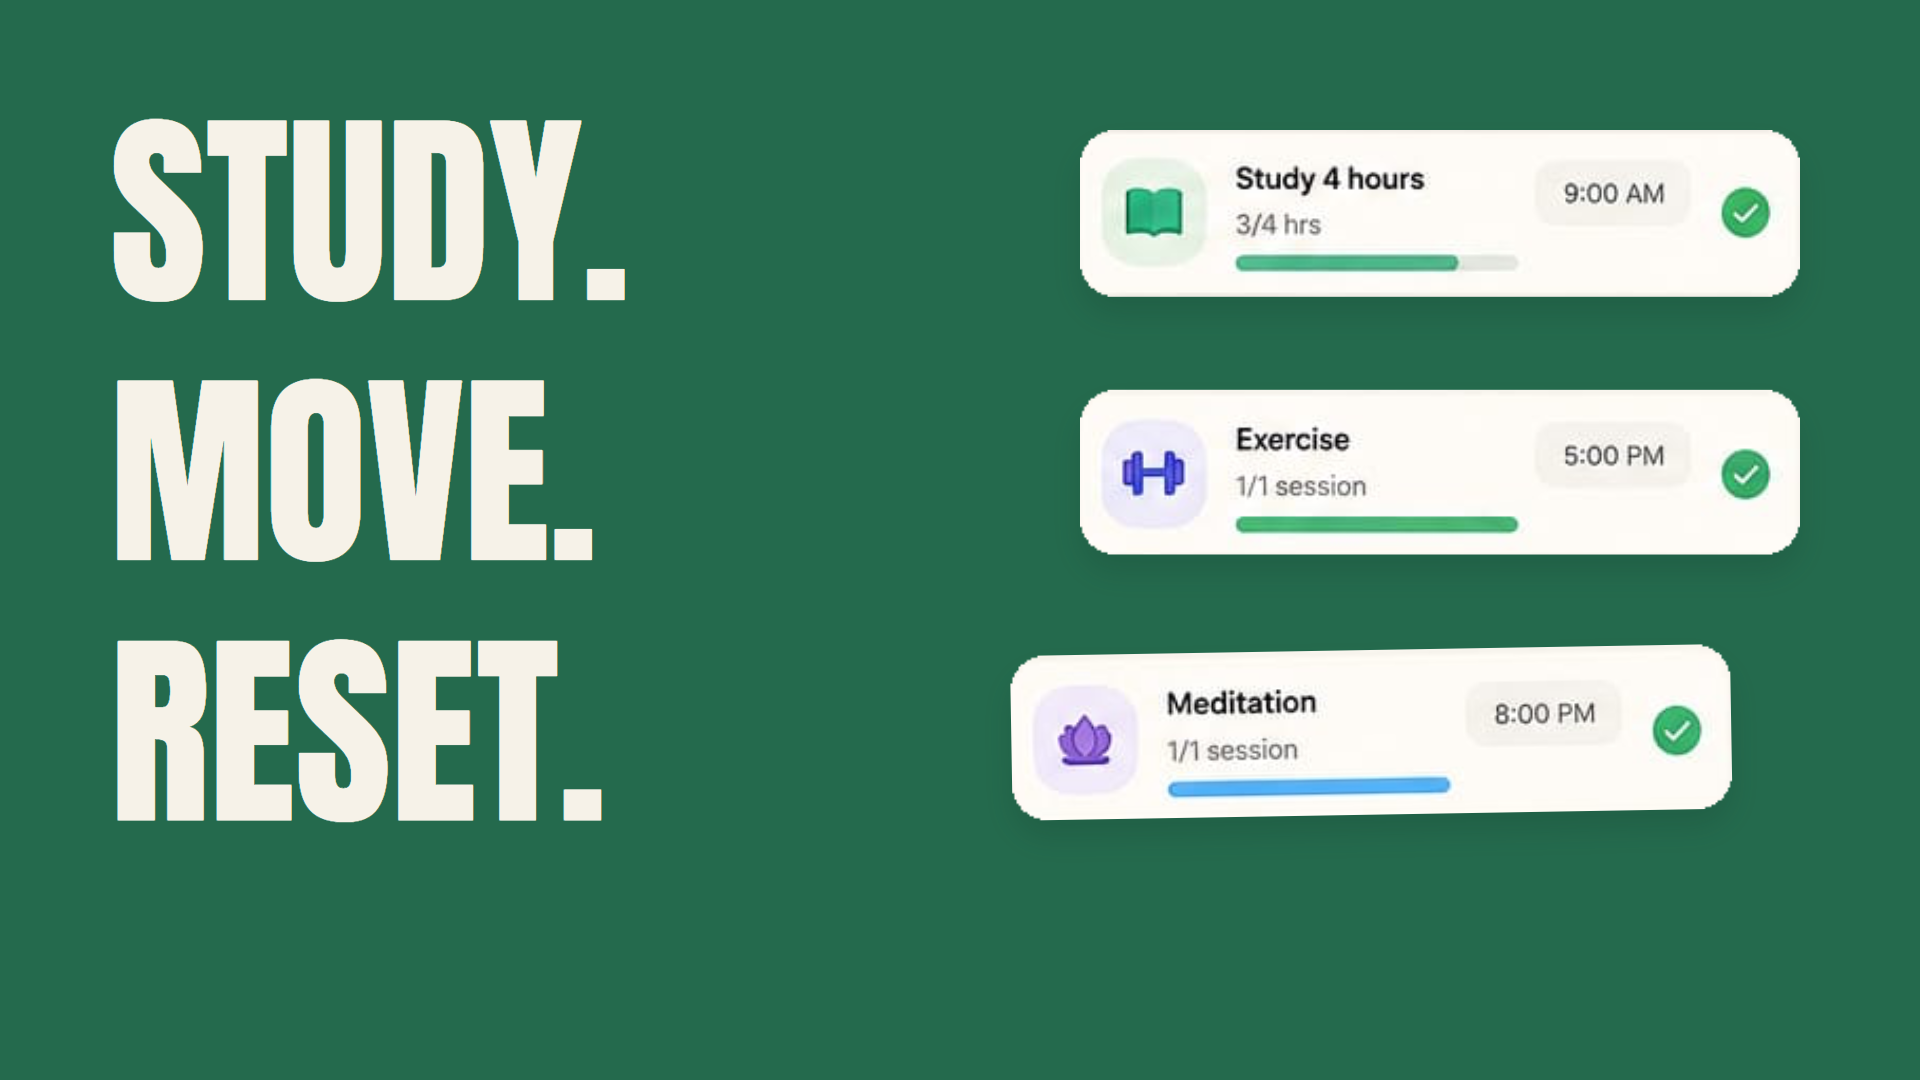 STUDY.
MOVE.
RESET.
Study 4 hours
3/4 hrs
9:00 AM
Exercise
1/1 session
5:00 PM
Meditation
1/1 session
8:00 PM